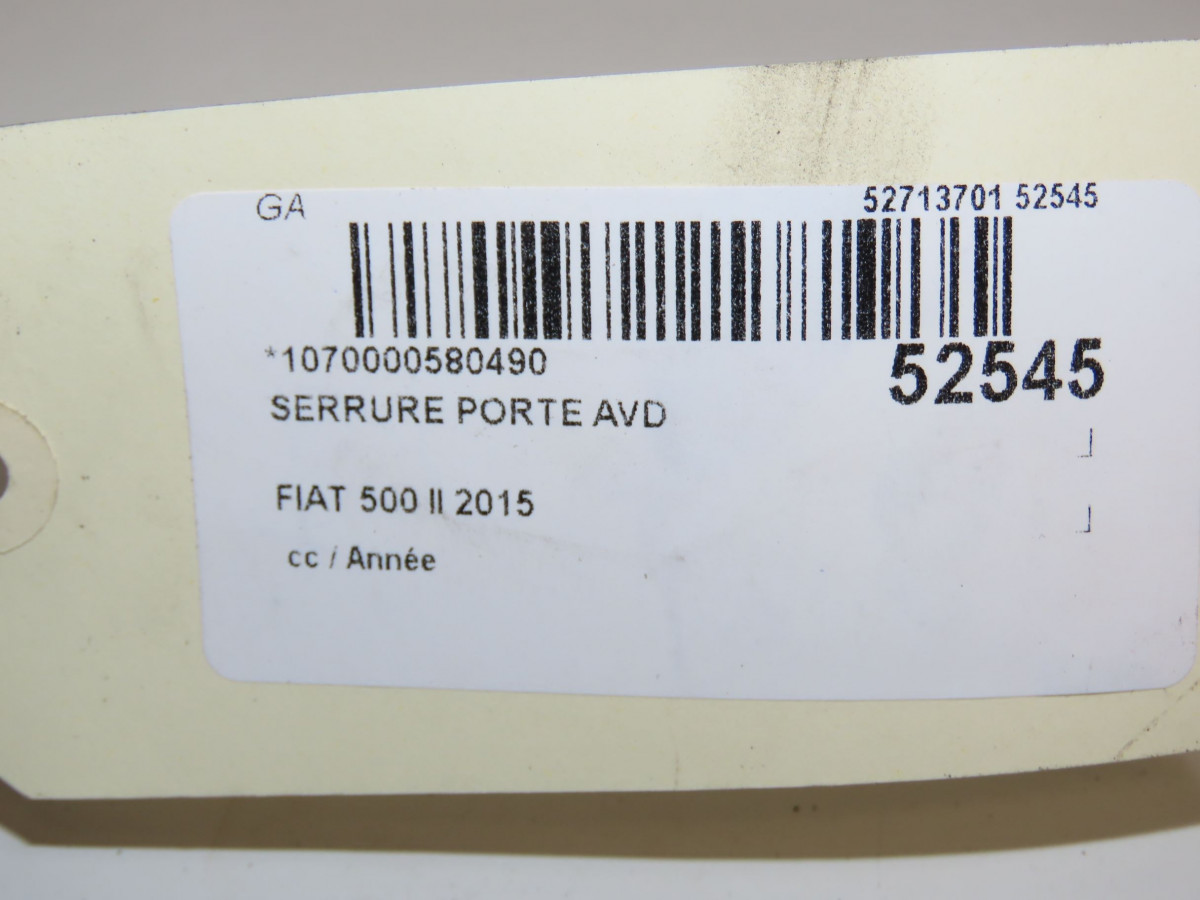 GA 52713701 52545
*1070000580490 52545
SERRURE PORTE AVD
FIAT 500 II 2015
cc / Année